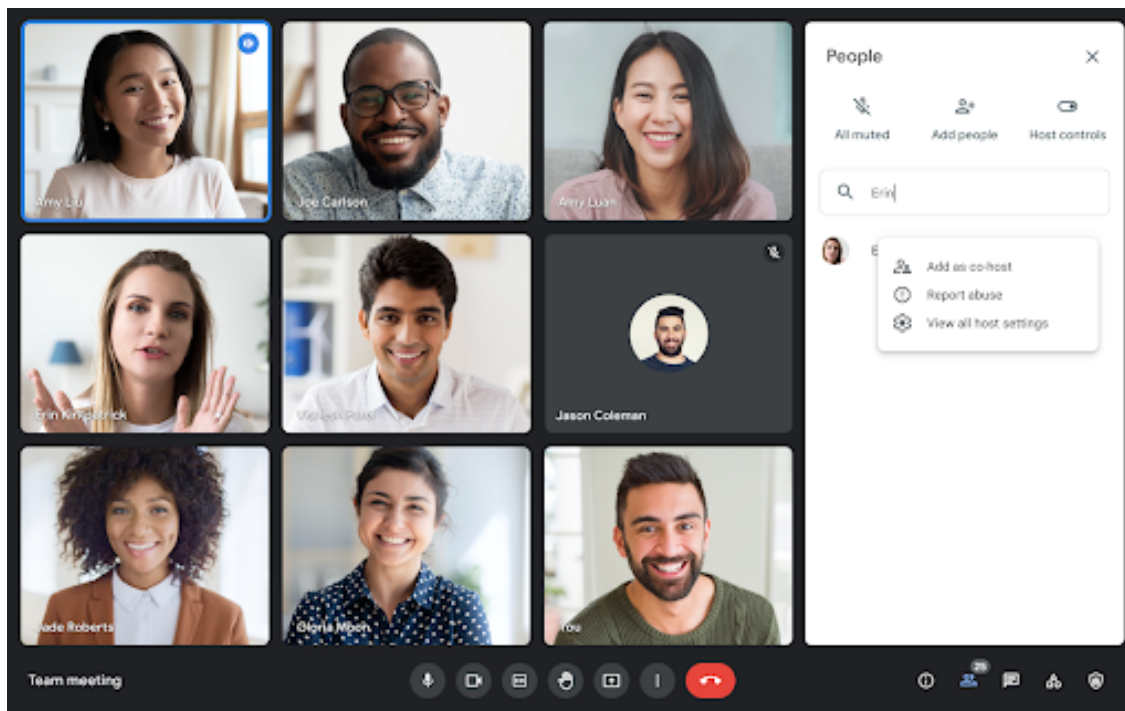 People
All muted
Add people
Host controls
Erin
Amy Liu
Joe Carlson
Amy Luan
E
Add as co-host
Report abuse
View all host settings
Erin Kirkpatrick
Jason Coleman
Jade Roberts
Gloria Moon
You
Team meeting
25